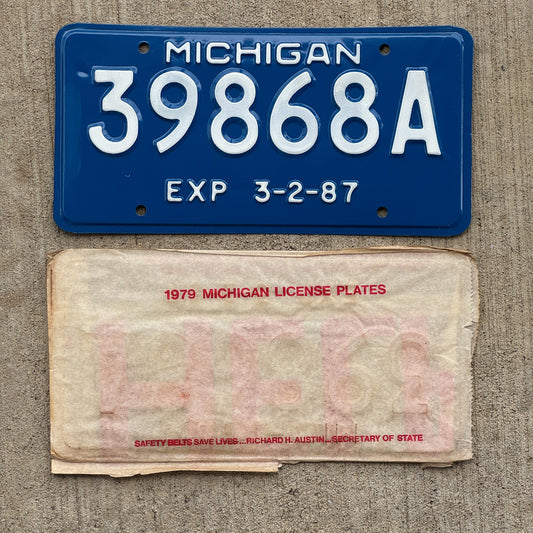 MICHIGAN
39868A
EXP 3-2-87
1979 MICHIGAN LICENSE PLATES
SAFETY BELTS SAVE LIVES...RICHARD H. AUSTIN...SECRETARY OF STATE